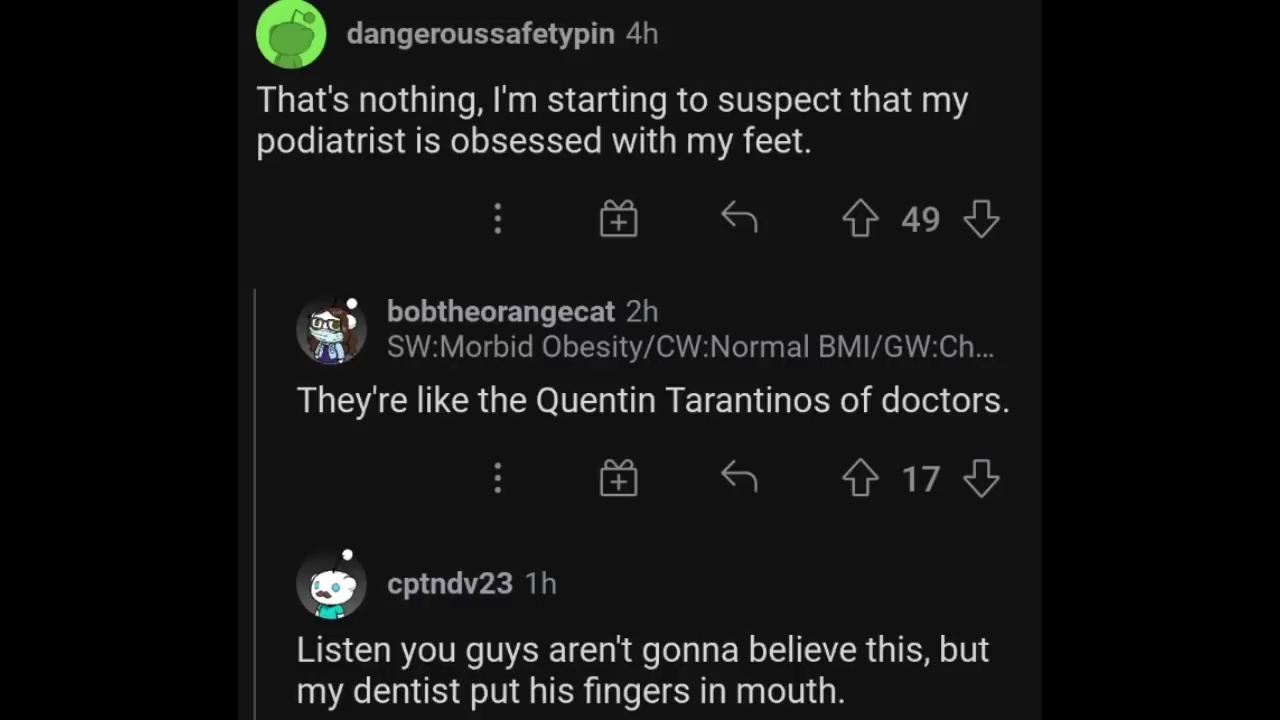 dangeroussafetypin 4h
That's nothing, I'm starting to suspect that my
podiatrist is obsessed with my feet.
49
bobtheorangecat 2h
SW:Morbid Obesity/CW:Normal BMI/GW:Ch...
They're like the Quentin Tarantinos of doctors.
17
cptndv23 1h
Listen you guys aren't gonna believe this, but
my dentist put his fingers in mouth.